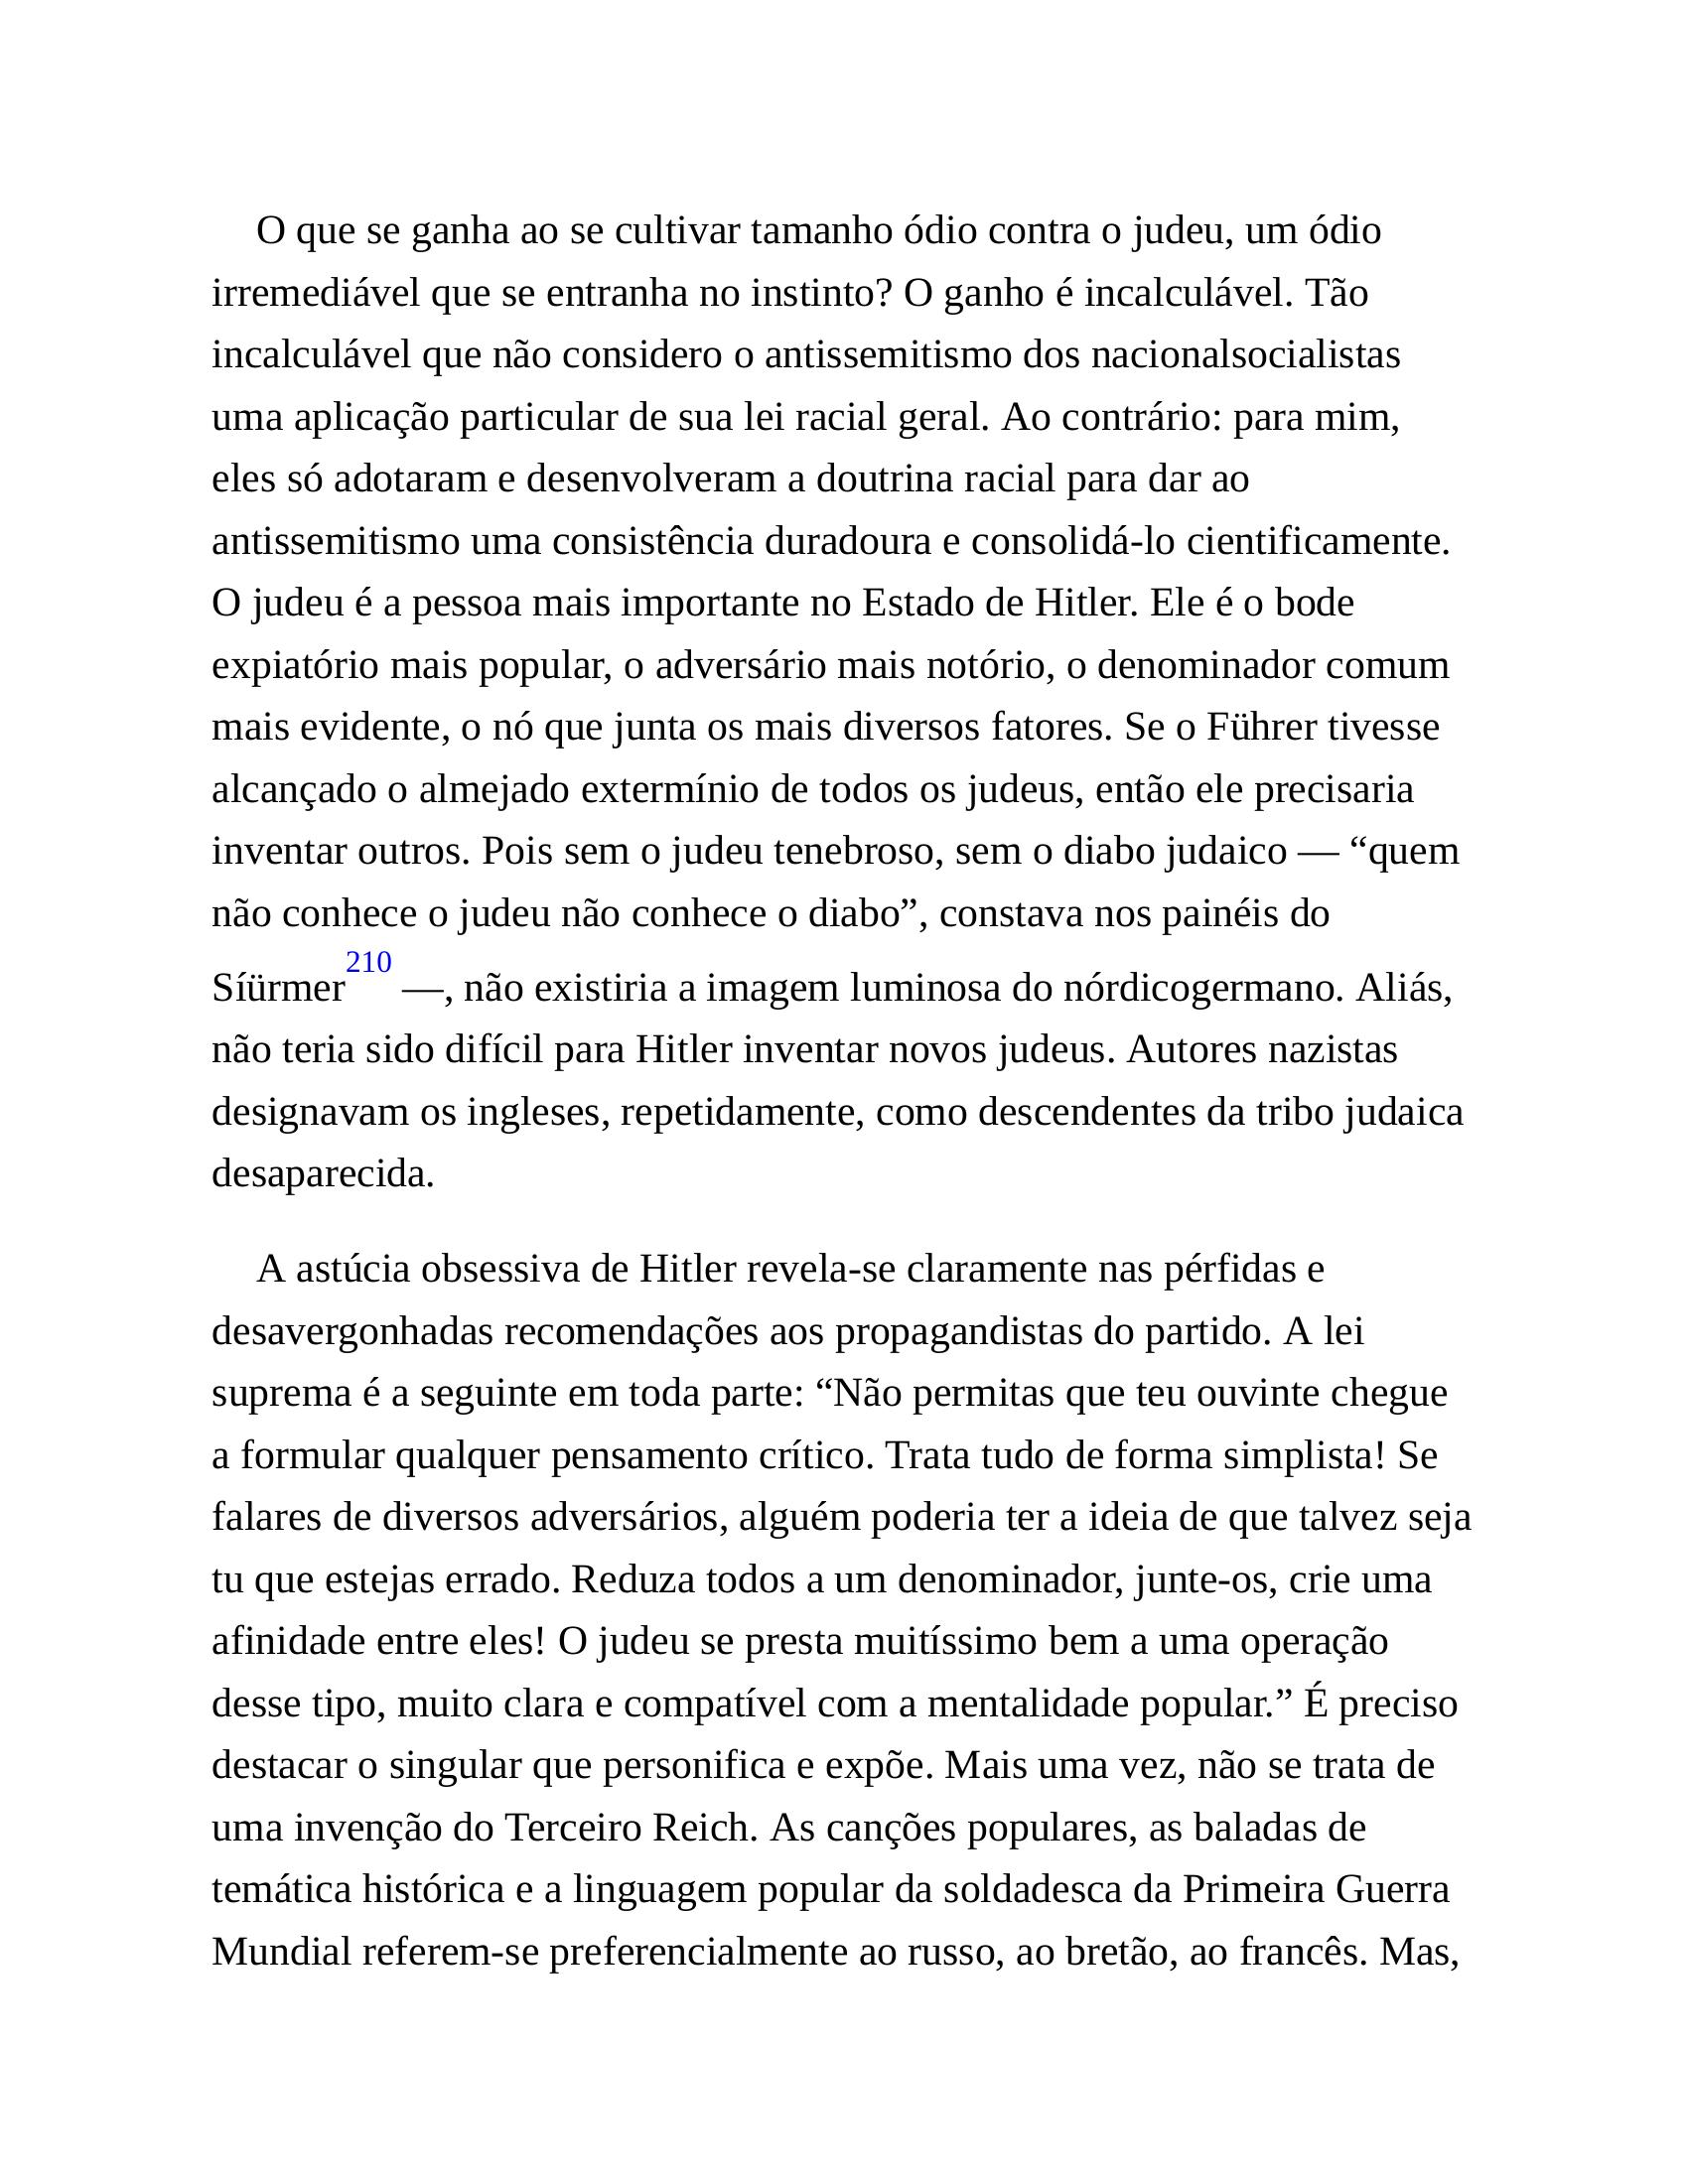 O que se ganha ao se cultivar tamanho ódio contra o judeu, um ódio
irremediável que se entranha no instinto? O ganho é incalculável. Tão
incalculável que não considero o antissemitismo dos nacionalsocialistas
uma aplicação particular de sua lei racial geral. Ao contrário: para mim,
eles só adotaram e desenvolveram a doutrina racial para dar ao
antissemitismo uma consistência duradoura e consolidá-lo cientificamente.
O judeu é a pessoa mais importante no Estado de Hitler. Ele é o bode
expiatório mais popular, o adversário mais notório, o denominador comum
mais evidente, o nó que junta os mais diversos fatores. Se o Führer tivesse
alcançado o almejado extermínio de todos os judeus, então ele precisaria
inventar outros. Pois sem o judeu tenebroso, sem o diabo judaico — “quem
não conhece o judeu não conhece o diabo”, constava nos painéis do
Síürmer210 —, não existiria a imagem luminosa do nórdicogermano. Aliás,
não teria sido difícil para Hitler inventar novos judeus. Autores nazistas
designavam os ingleses, repetidamente, como descendentes da tribo judaica
desaparecida.
A astúcia obsessiva de Hitler revela-se claramente nas pérfidas e
desavergonhadas recomendações aos propagandistas do partido. A lei
suprema é a seguinte em toda parte: “Não permitas que teu ouvinte chegue
a formular qualquer pensamento crítico. Trata tudo de forma simplista! Se
falares de diversos adversários, alguém poderia ter a ideia de que talvez seja
tu que estejas errado. Reduza todos a um denominador, junte-os, crie uma
afinidade entre eles! O judeu se presta muitíssimo bem a uma operação
desse tipo, muito clara e compatível com a mentalidade popular.” É preciso
destacar o singular que personifica e expõe. Mais uma vez, não se trata de
uma invenção do Terceiro Reich. As canções populares, as baladas de
temática histórica e a linguagem popular da soldadesca da Primeira Guerra
Mundial referem-se preferencialmente ao russo, ao bretão, ao francês. Mas,